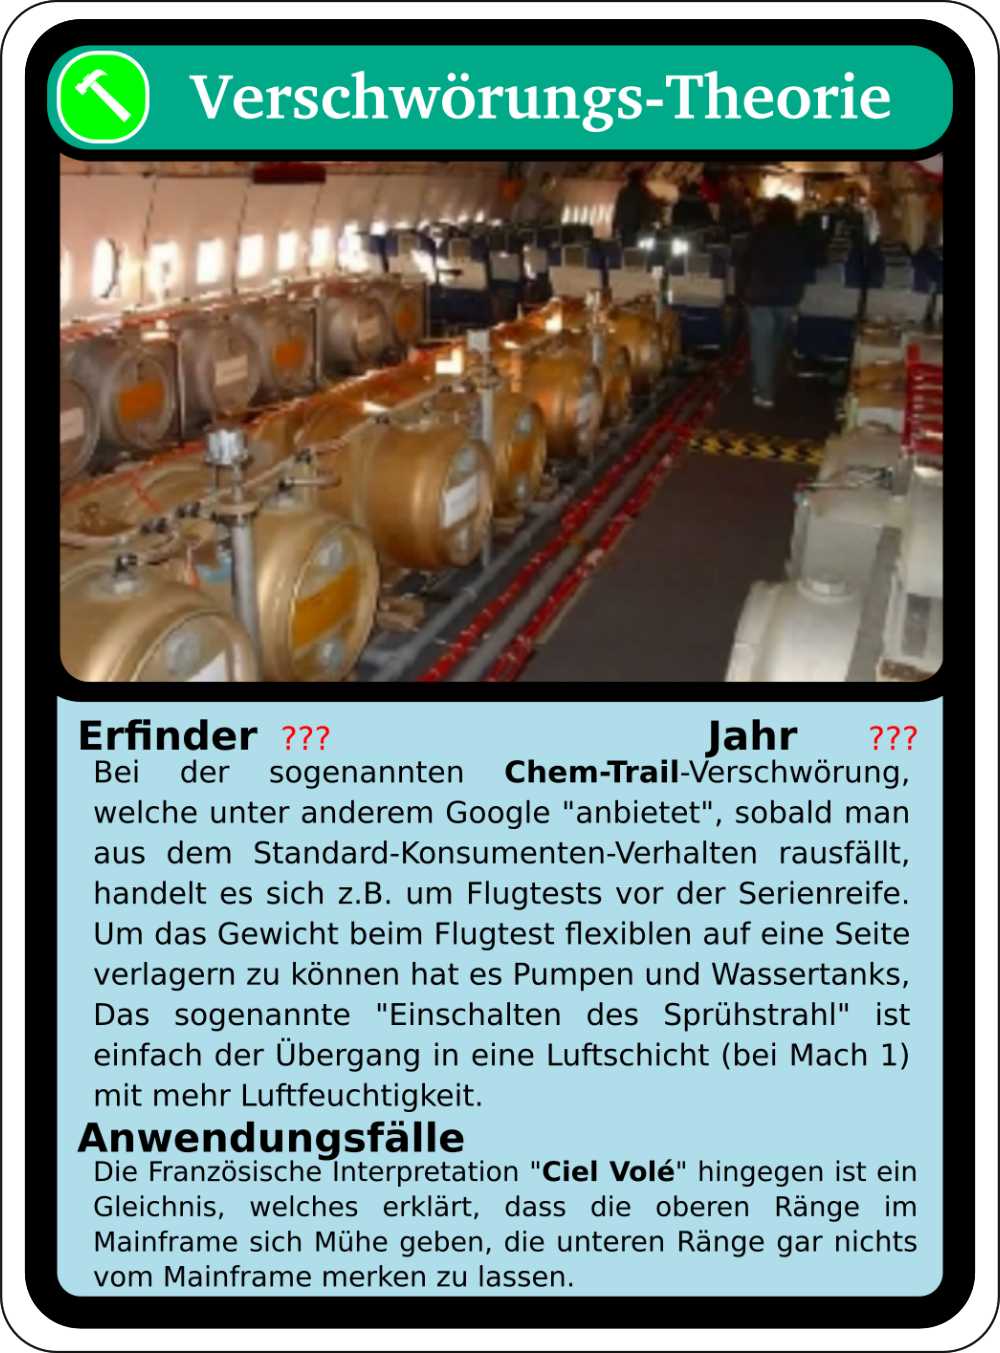 Verschwörungs-Theorie
Erfinder ??? Jahr ???
Bei der sogenannten Chem-Trail-Verschwörung,
welche unter anderem Google "anbietet", sobald man
aus dem Standard-Konsumenten-Verhalten rausfällt,
handelt es sich z.B. um Flugtests vor der Serienreife.
Um das Gewicht beim Flugtest flexiblen auf eine Seite
verlagern zu können hat es Pumpen und Wassertanks,
Das sogenannte "Einschalten des Sprühstrahl" ist
einfach der Übergang in eine Luftschicht (bei Mach 1)
mit mehr Luftfeuchtigkeit.
Anwendungsfälle
Die Französische Interpretation "Ciel Volé" hingegen ist ein
Gleichnis, welches erklärt, dass die oberen Ränge im
Mainframe sich Mühe geben, die unteren Ränge gar nichts
vom Mainframe merken zu lassen.